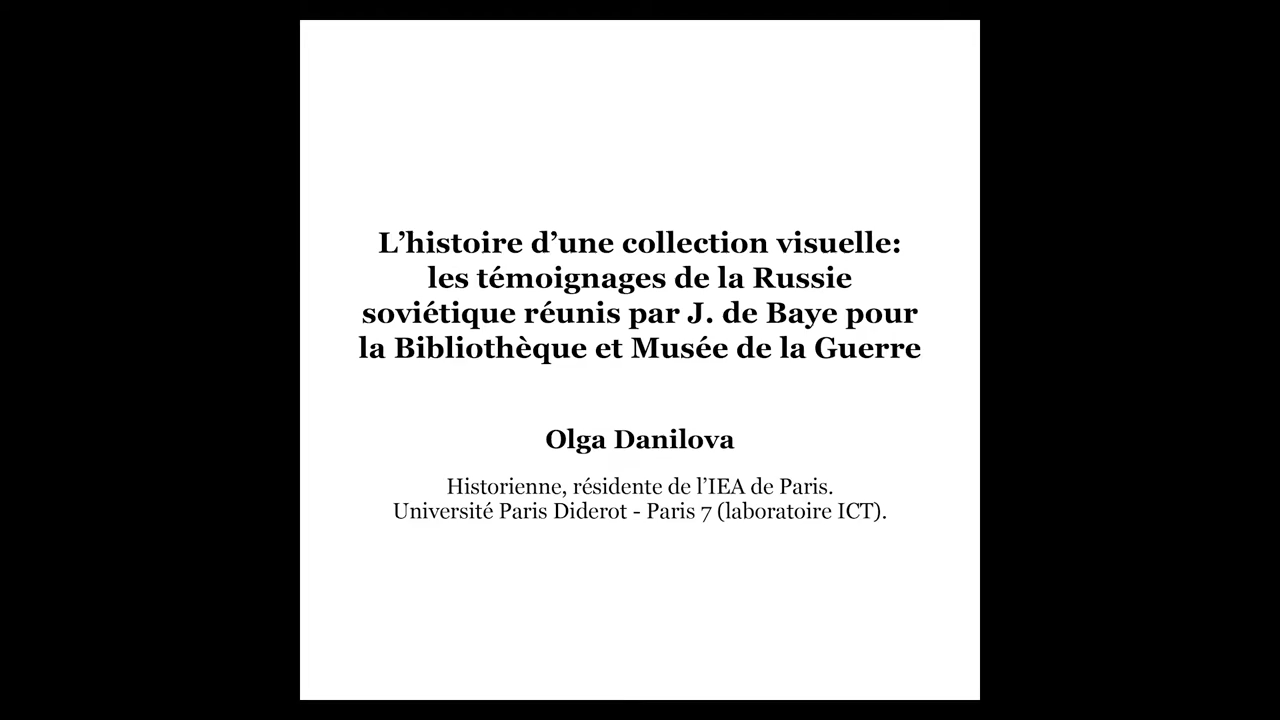 L’histoire d’une collection visuelle:
les témoignages de la Russie
soviétique réunis par J. de Baye pour
la Bibliothèque et Musée de la Guerre
Olga Danilova
Historienne, résidente de l’IEA de Paris.
Université Paris Diderot - Paris 7 (laboratoire ICT).